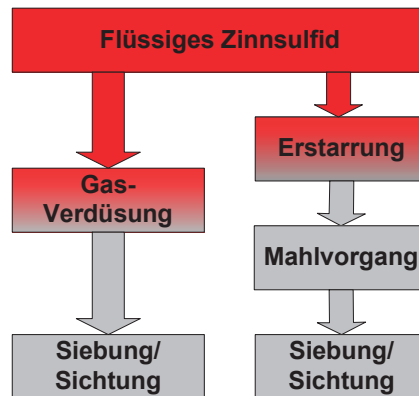 Flüssiges Zinnsulfid
Gas-
Verdüsung
Siebung/
Sichtung
Erstarrung
Mahlvorgang
Siebung/
Sichtung